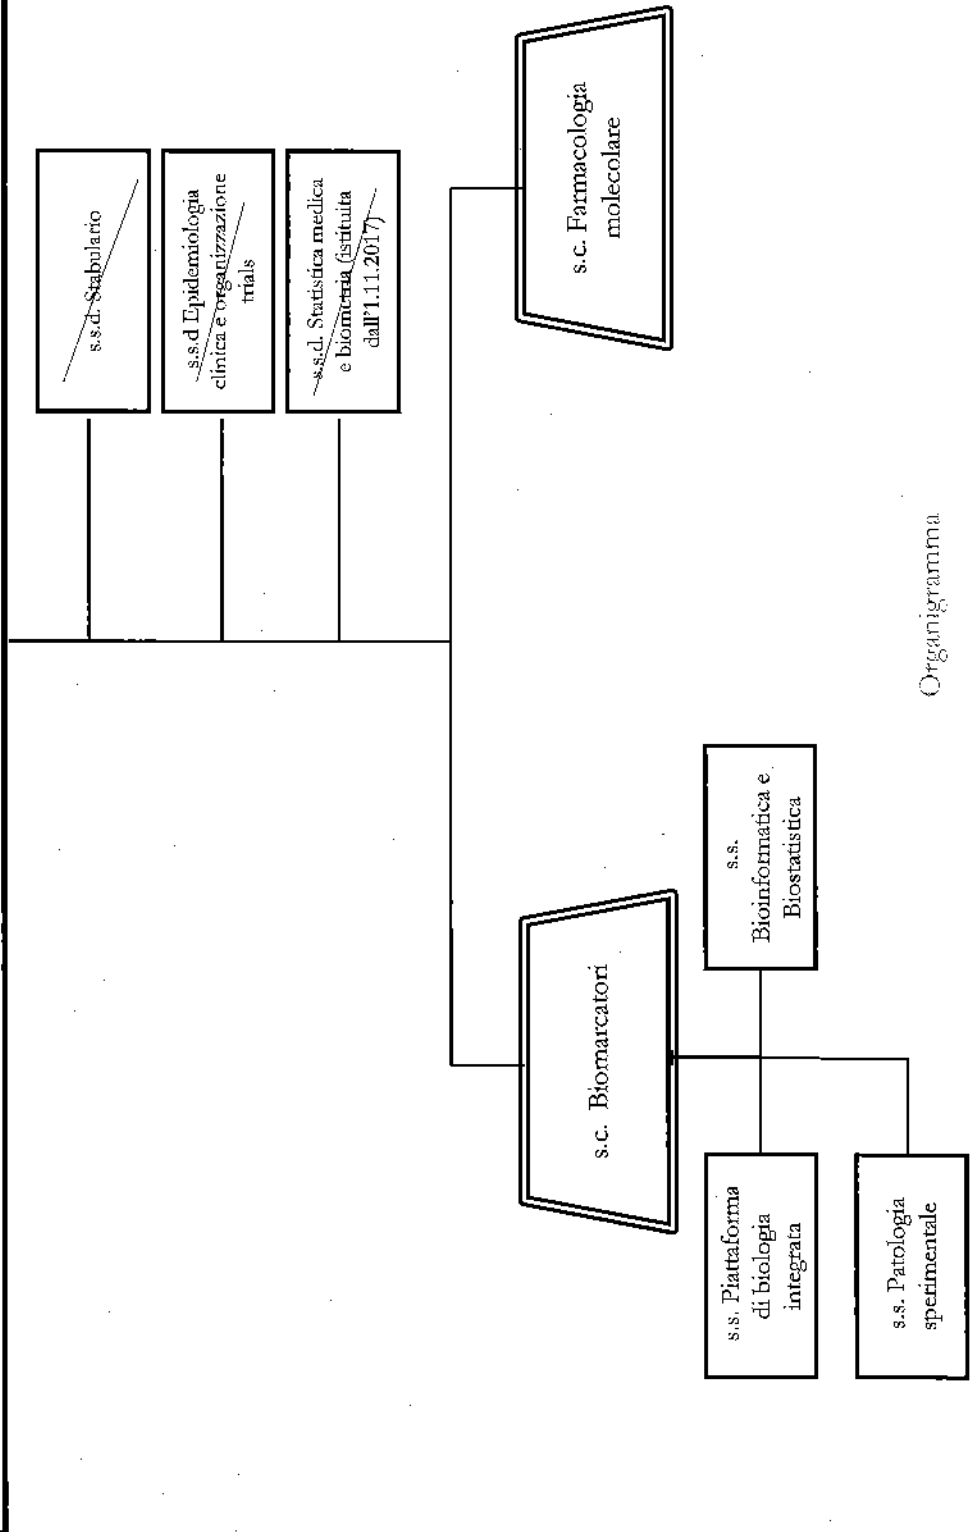 s.s.d. Stabulario
s.s.d Epidemiologia
clinica e organizzazione
trials
s.s.d. Statistica medica
e biometria (istituita
dall'1.11.2017)
s.c. Biomarcatori
s.c. Farmacologia
molecolare
s.s. Piattaforma
di biologia
integrata
s.s.
Bioinformatica e
Biostatistica
s.s. Patologia
sperimentale
Organigramma